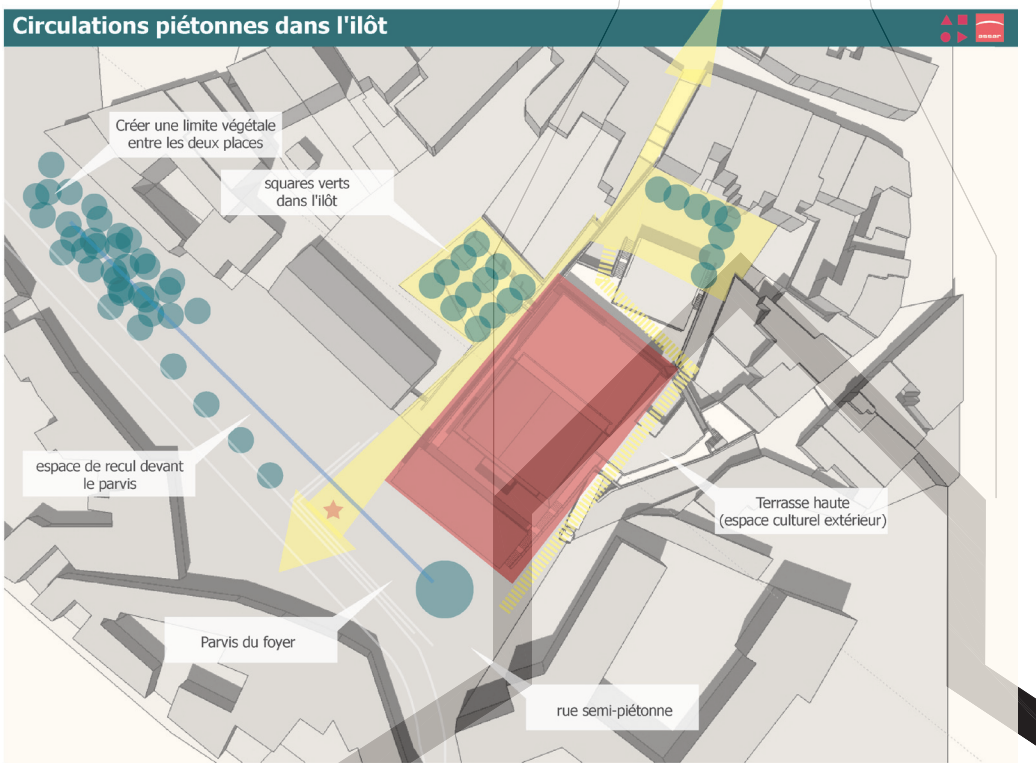 Circulations piétonnes dans l'ilôt
assar
Créer une limite végétale
entre les deux places
squares verts
dans l'ilôt
espace de recul devant
le parvis
Terrasse haute
(espace culturel extérieur)
Parvis du foyer
rue semi-piétonne